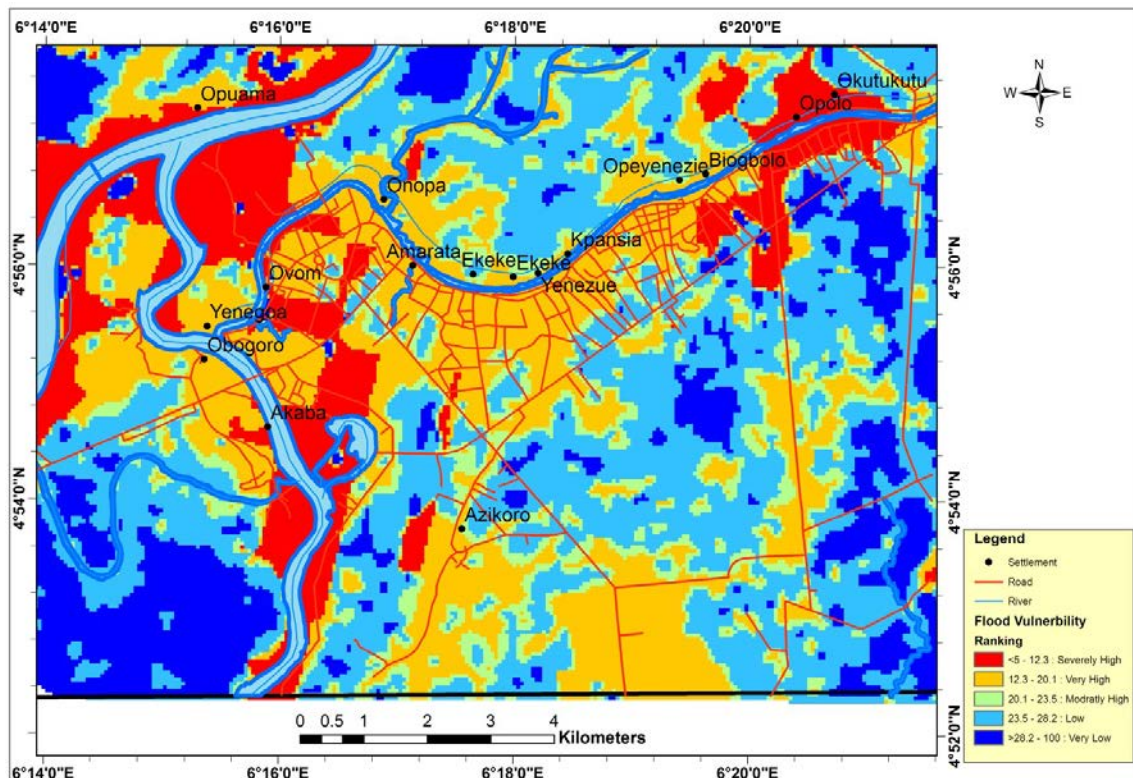 6°14'0"E 6°16'0"E 6°18'0"E 6°20'0"E
N
W E
S
Okutukutu
Opuama
Opolo
Opeyenezie Biogbolo
Onopa
Kpansia
Amarata
Ekeke Ekeke
Yenezue
Ovom
4°56'0"N 4°56'0"N
Yenegoa
Obogoro
Akaba
4°54'0"N 4°54'0"N
Azikoro
Legend
Settlement
Road
River
Flood Vulnerbility
Ranking
<5 - 12.3 : Severely High
12.3 - 20.1 : Very High
20.1 - 23.5 : Modratly High
23.5 - 28.2 : Low
>28.2 - 100 : Very Low
0 0.5 1 2 3 4
Kilometers
4°52'0"N 4°52'0"N
6°14'0"E 6°16'0"E 6°18'0"E 6°20'0"E